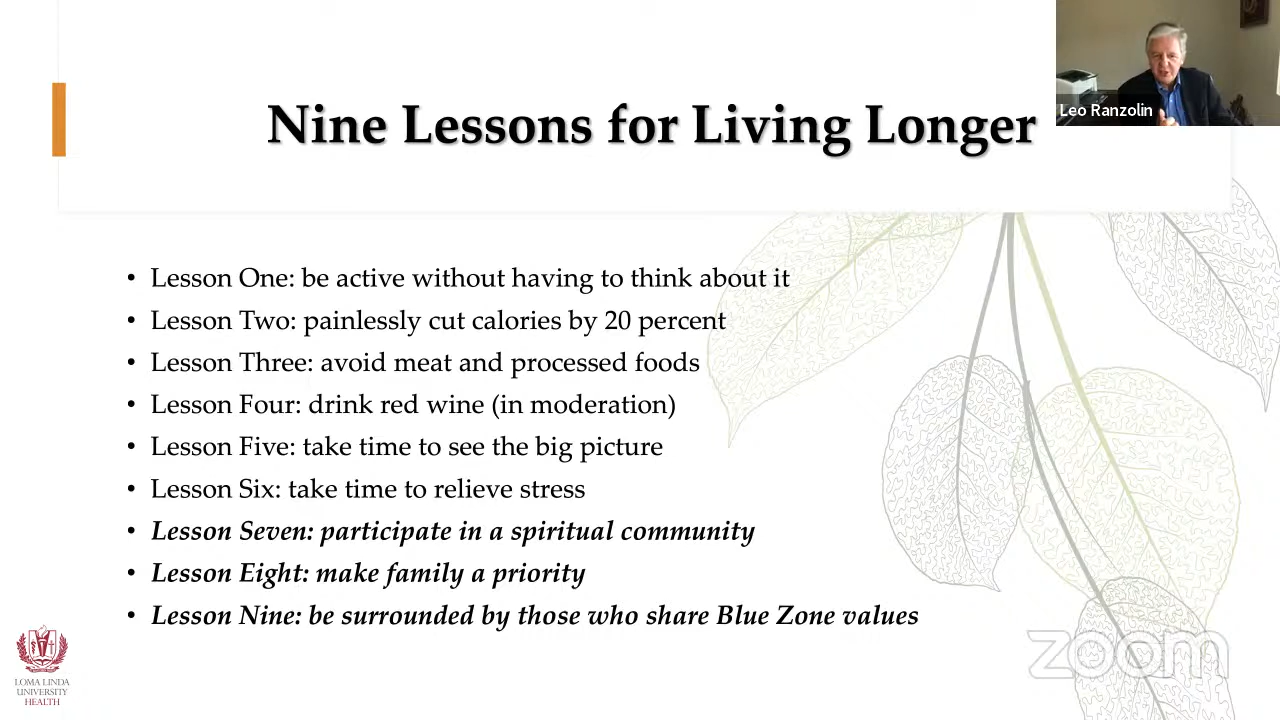 Nine Lessons for Living Longer
Leo Ranzolin
• Lesson One: be active without having to think about it
• Lesson Two: painlessly cut calories by 20 percent
• Lesson Three: avoid meat and processed foods
• Lesson Four: drink red wine (in moderation)
• Lesson Five: take time to see the big picture
• Lesson Six: take time to relieve stress
• Lesson Seven: participate in a spiritual community
• Lesson Eight: make family a priority
• Lesson Nine: be surrounded by those who share Blue Zone values
LOMA LINDA
UNIVERSITY
HEALTH
zoom